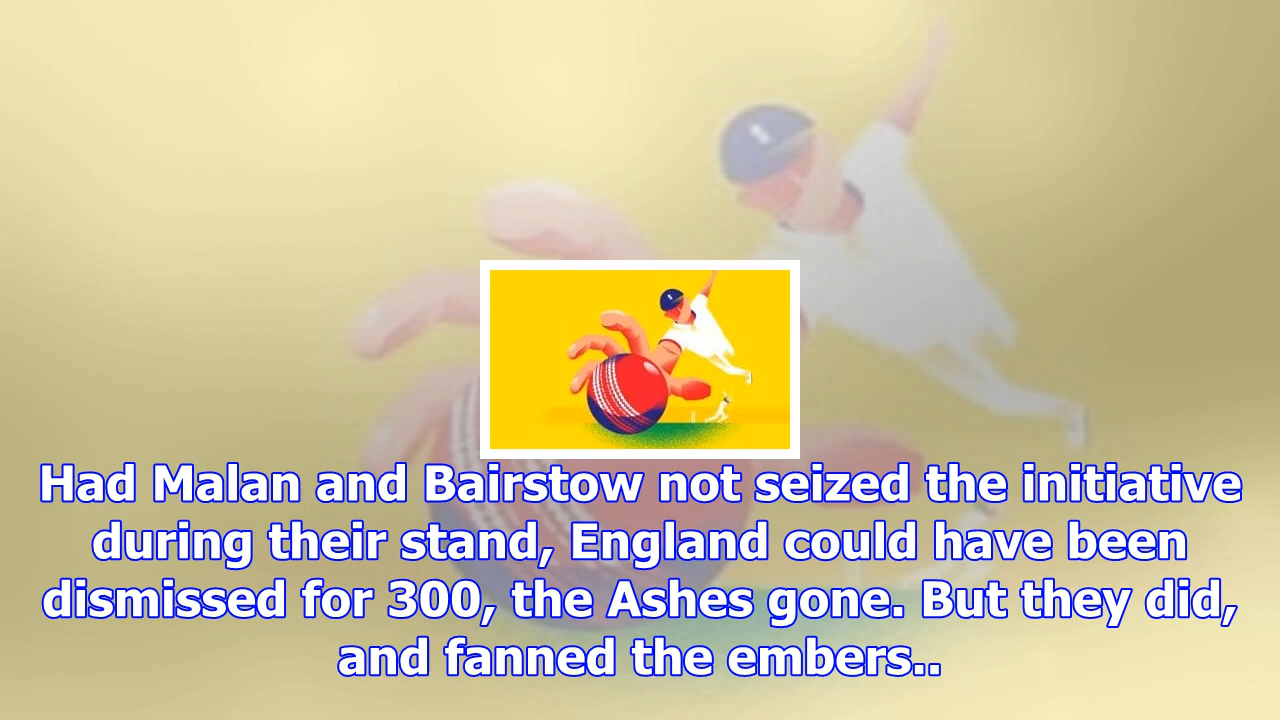 Had Malan and Bairstow not seized the initiative
during their stand, England could have been
dismissed for 300, the Ashes gone. But they did,
and fanned the embers..